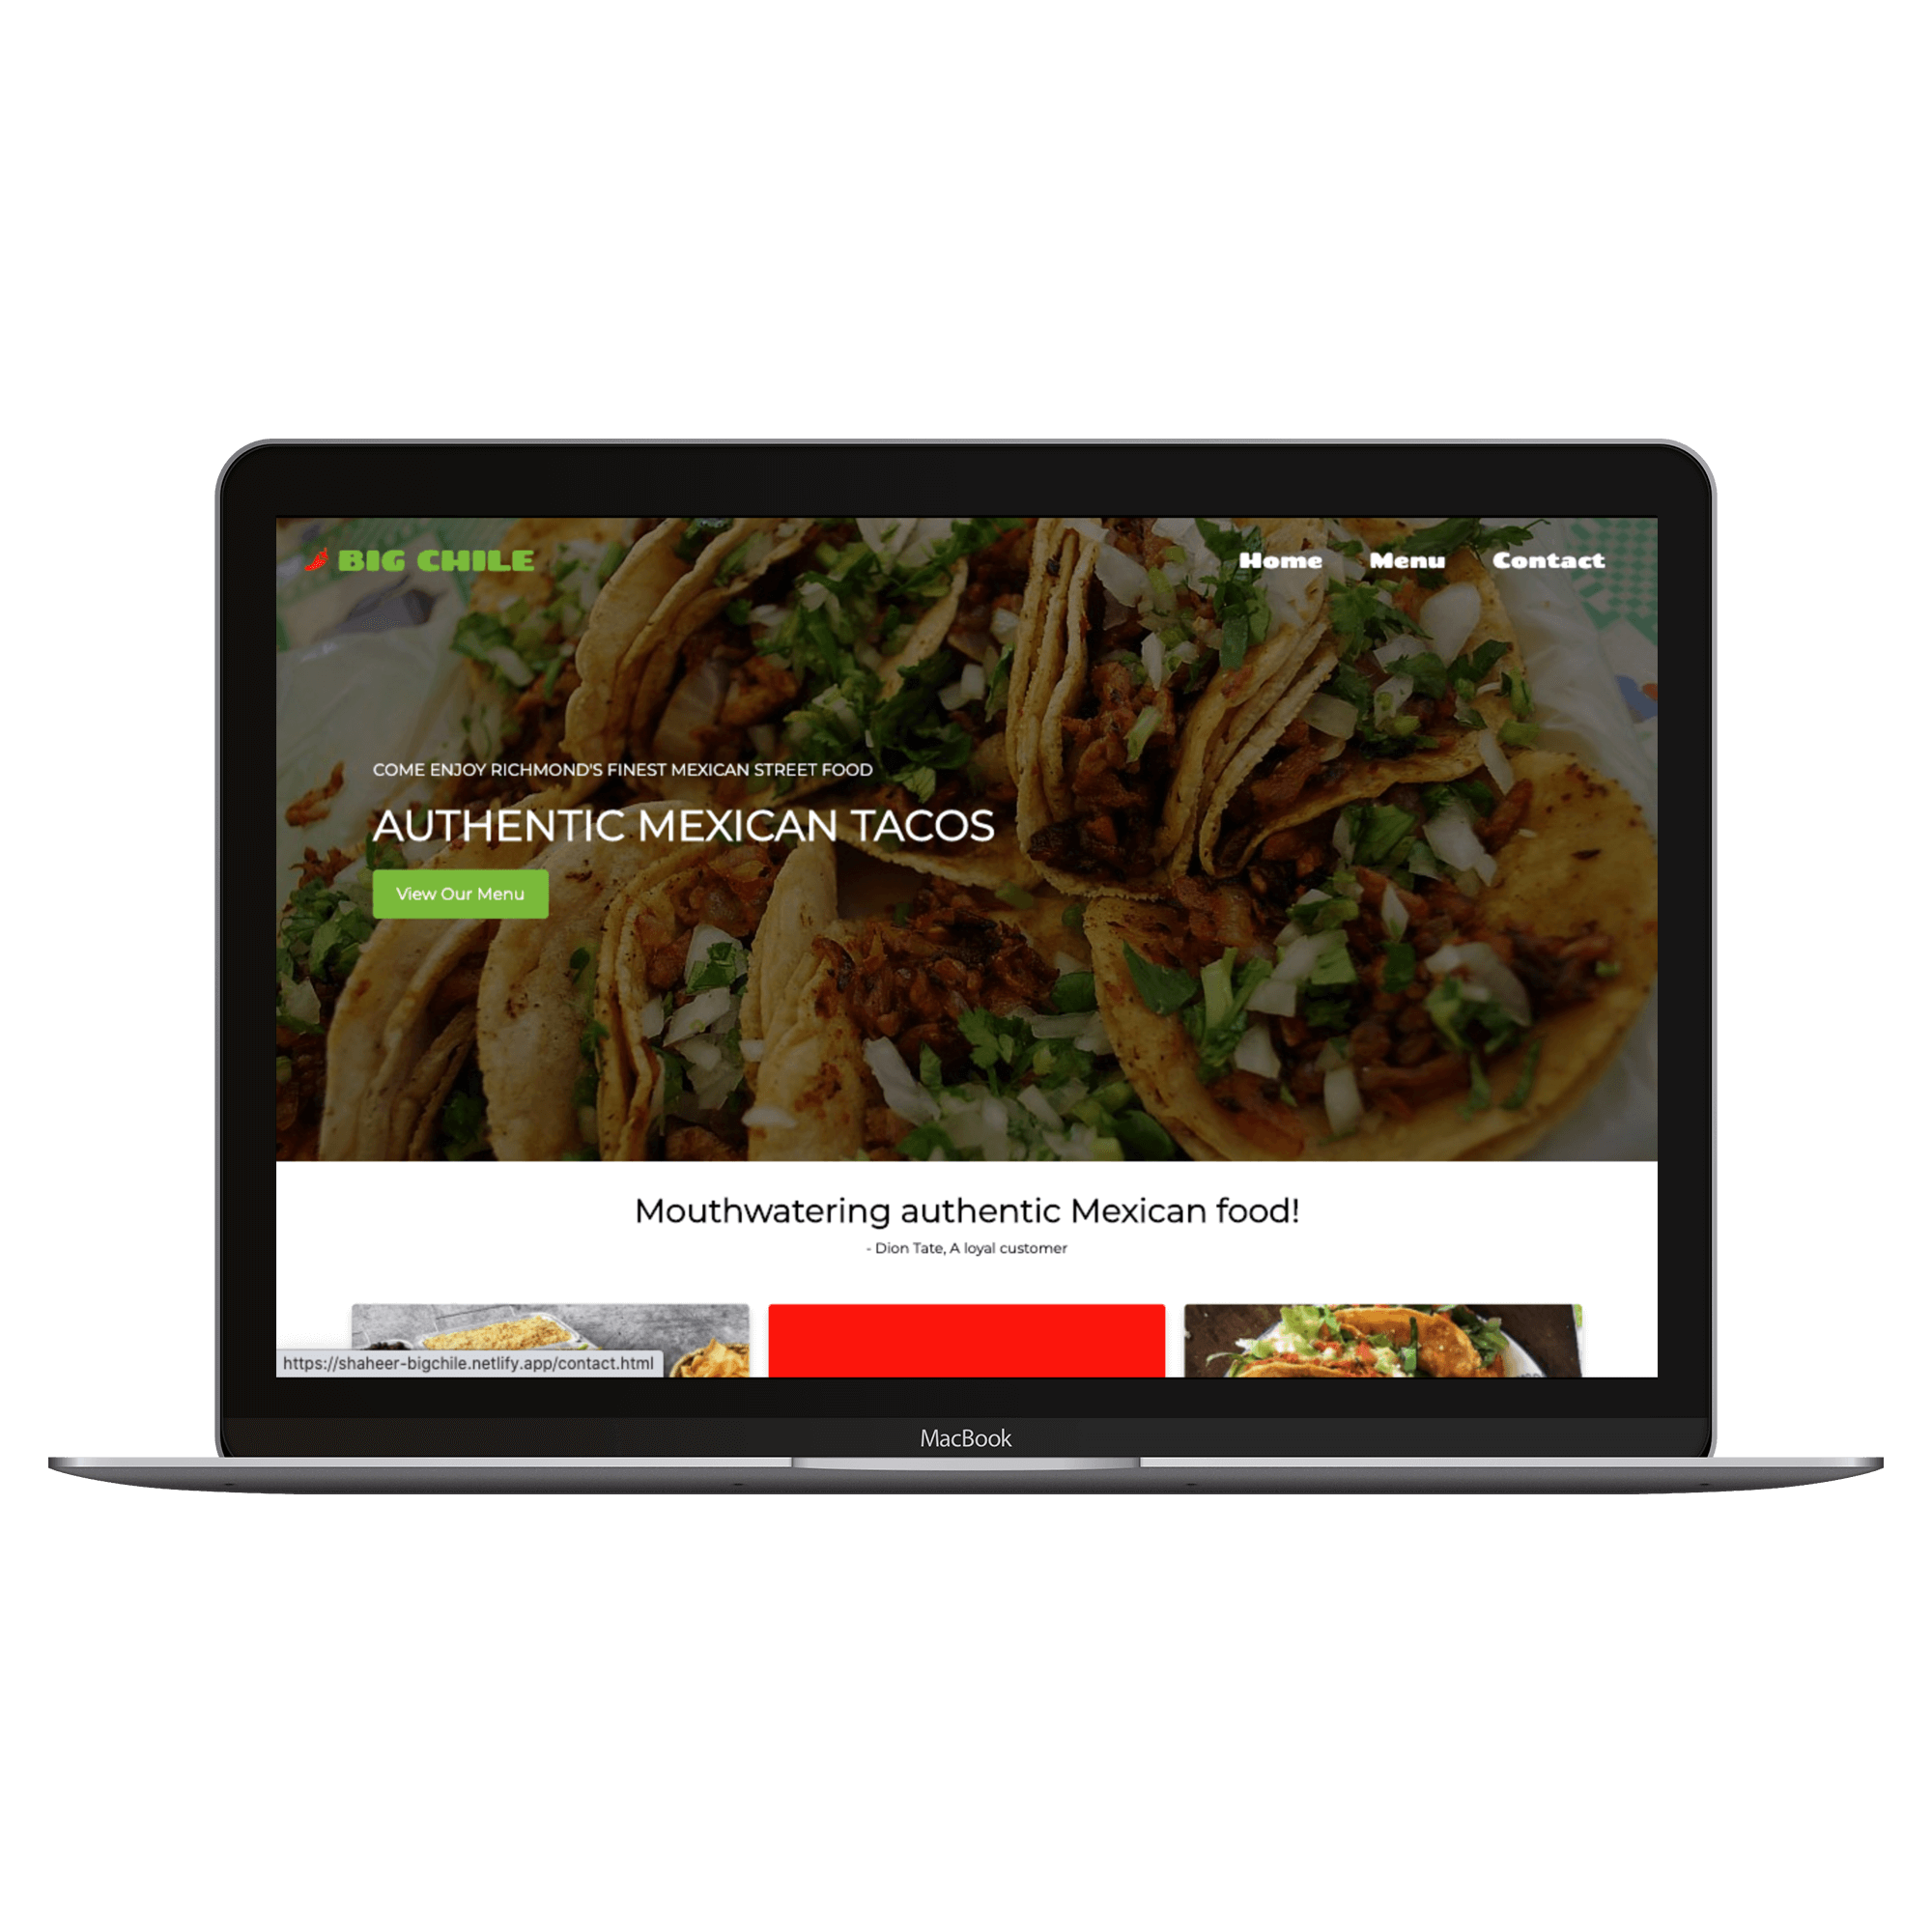 BIG CHILE
Home Menu Contact
COME ENJOY RICHMOND'S FINEST MEXICAN STREET FOOD
AUTHENTIC MEXICAN TACOS
View Our Menu
Mouthwatering authentic Mexican food!
- Dion Tate, A loyal customer
https://shaheer-bigchile.netlify.app/contact.html
MacBook